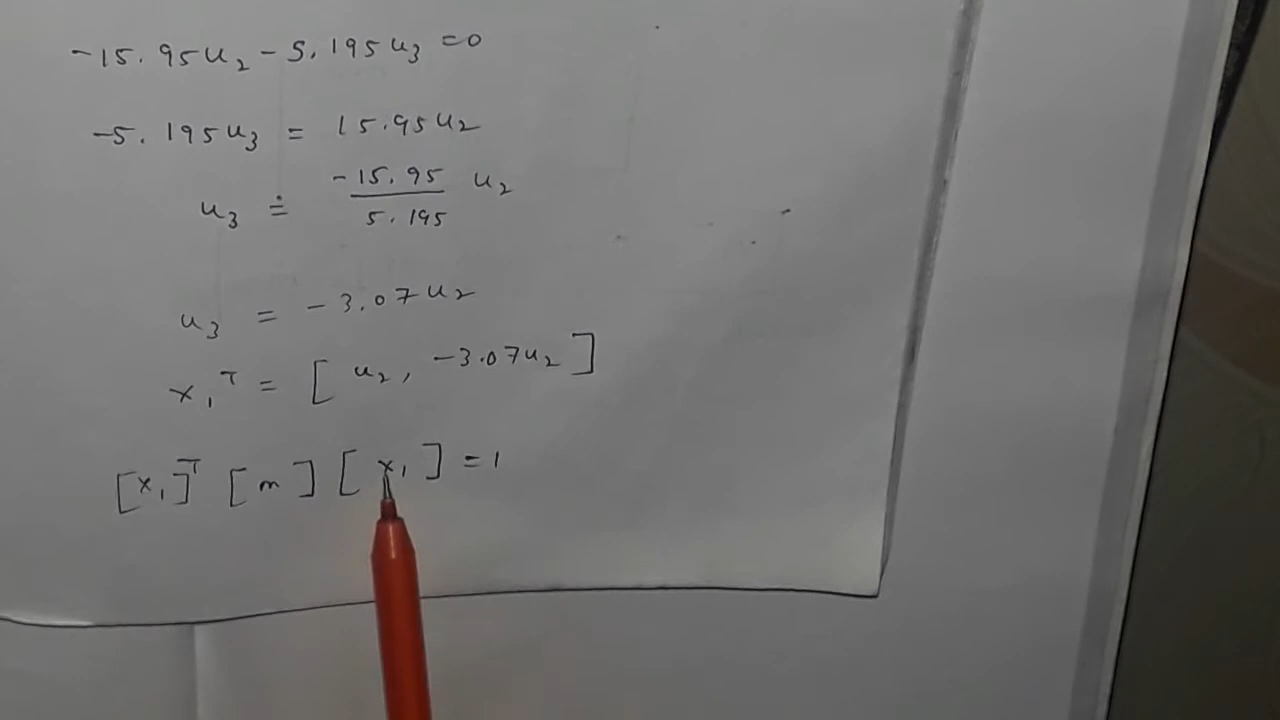 -15.95u₂ - 5.195u₃ = 0
-5.195u₃ = 15.95u₂
u₃ = -15.95/5.195 u₂
u₃ = -3.07u₂
x₁ᵀ = [u₂, -3.07u₂]
[x₁]ᵀ [m] [x₁] = 1